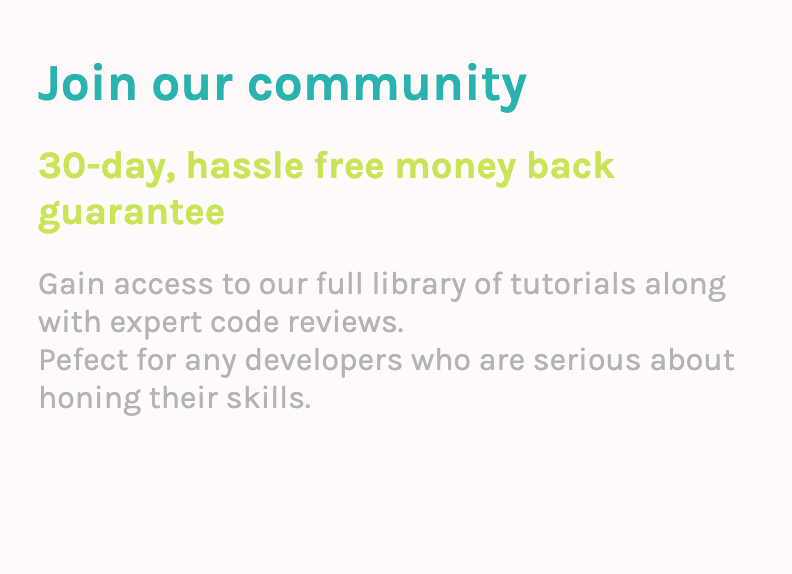 Join our community
30-day, hassle free money back
guarantee
Gain access to our full library of tutorials along
with expert code reviews.
Pefect for any developers who are serious about
honing their skills.